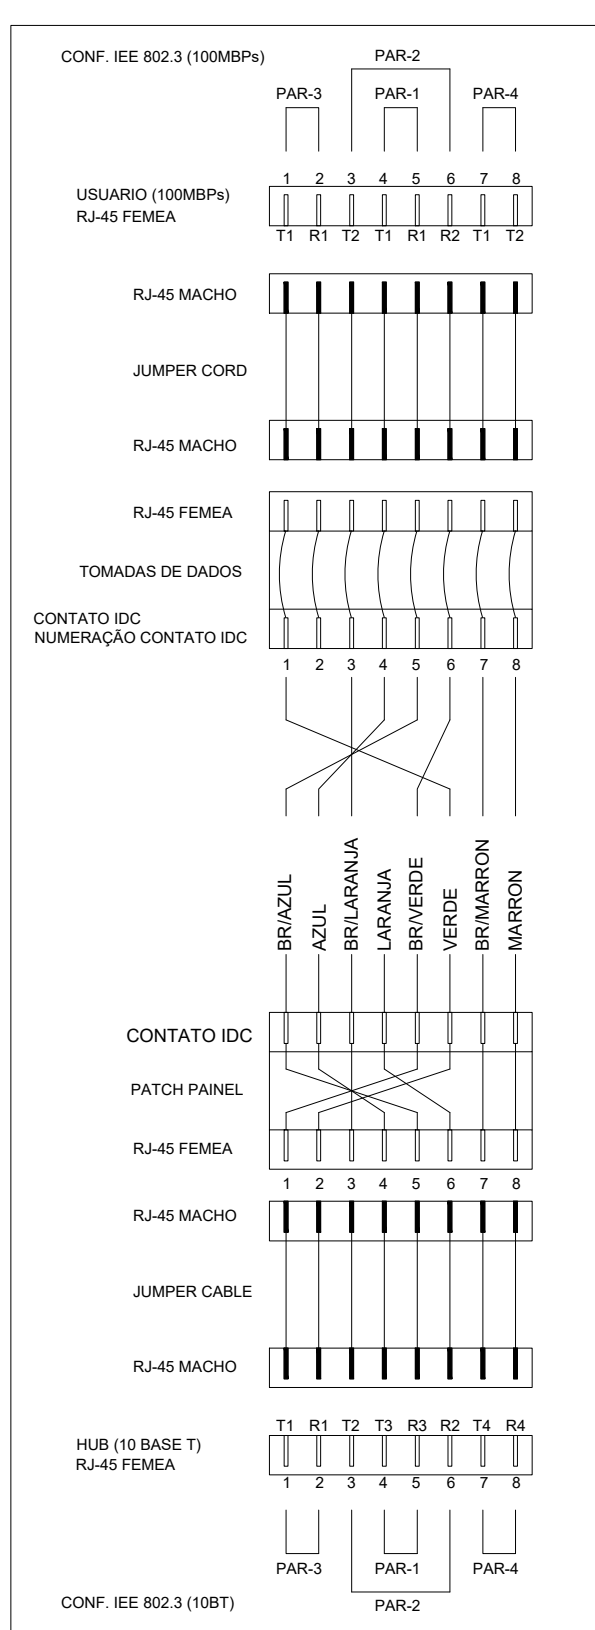 CONF. IEE 802.3 (100MBPs)
PAR-2
PAR-3 PAR-1 PAR-4
1 2 3 4 5 6 7 8
USUARIO (100MBPs)
RJ-45 FEMEA
T1 R1 T2 T1 R1 R2 T1 T2
RJ-45 MACHO
JUMPER CORD
RJ-45 MACHO
RJ-45 FEMEA
TOMADAS DE DADOS
CONTATO IDC
NUMERAÇÃO CONTATO IDC
1 2 3 4 5 6 7 8
BR/AZUL
AZUL
BR/LARANJA
LARANJA
BR/VERDE
VERDE
BR/MARRON
MARRON
CONTATO IDC
PATCH PAINEL
RJ-45 FEMEA
1 2 3 4 5 6 7 8
RJ-45 MACHO
JUMPER CABLE
RJ-45 MACHO
T1 R1 T2 T3 R3 R2 T4 R4
HUB (10 BASE T)
RJ-45 FEMEA
1 2 3 4 5 6 7 8
PAR-3 PAR-1 PAR-4
CONF. IEE 802.3 (10BT)
PAR-2